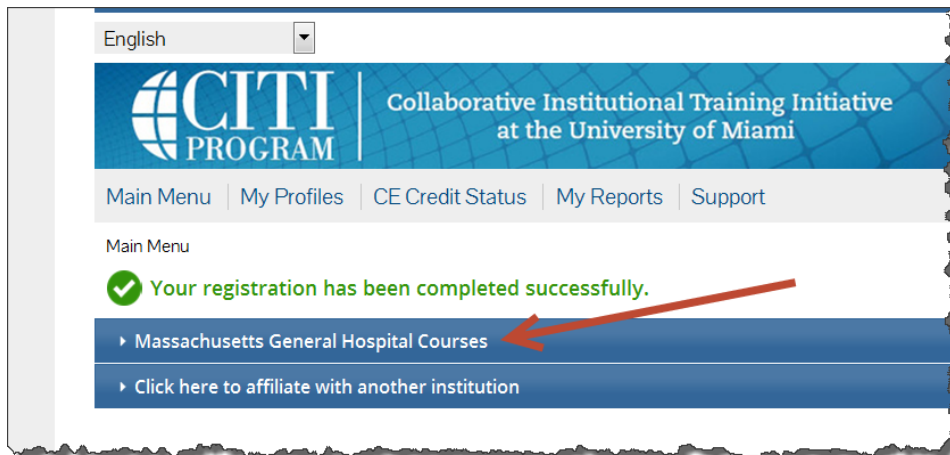 English
CITI
PROGRAM
Collaborative Institutional Training Initiative
at the University of Miami
Main Menu My Profiles CE Credit Status My Reports Support
Main Menu
Your registration has been completed successfully.
Massachusetts General Hospital Courses
Click here to affiliate with another institution